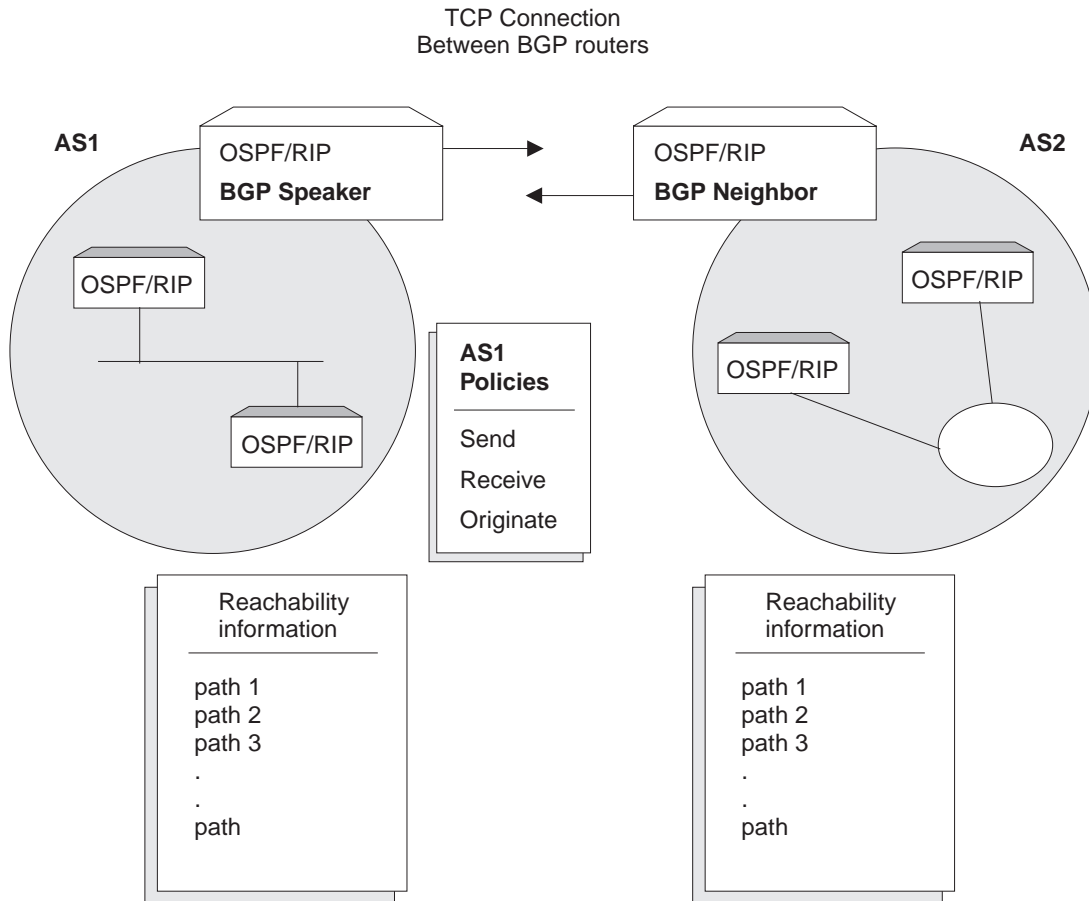 TCP Connection
Between BGP routers
AS1
OSPF/RIP
BGP Speaker
OSPF/RIP
BGP Neighbor
AS2
OSPF/RIP
OSPF/RIP
AS1
Policies
Send
Receive
Originate
OSPF/RIP
OSPF/RIP
Reachability
information
path 1
path 2
path 3
.
.
path
Reachability
information
path 1
path 2
path 3
.
.
path